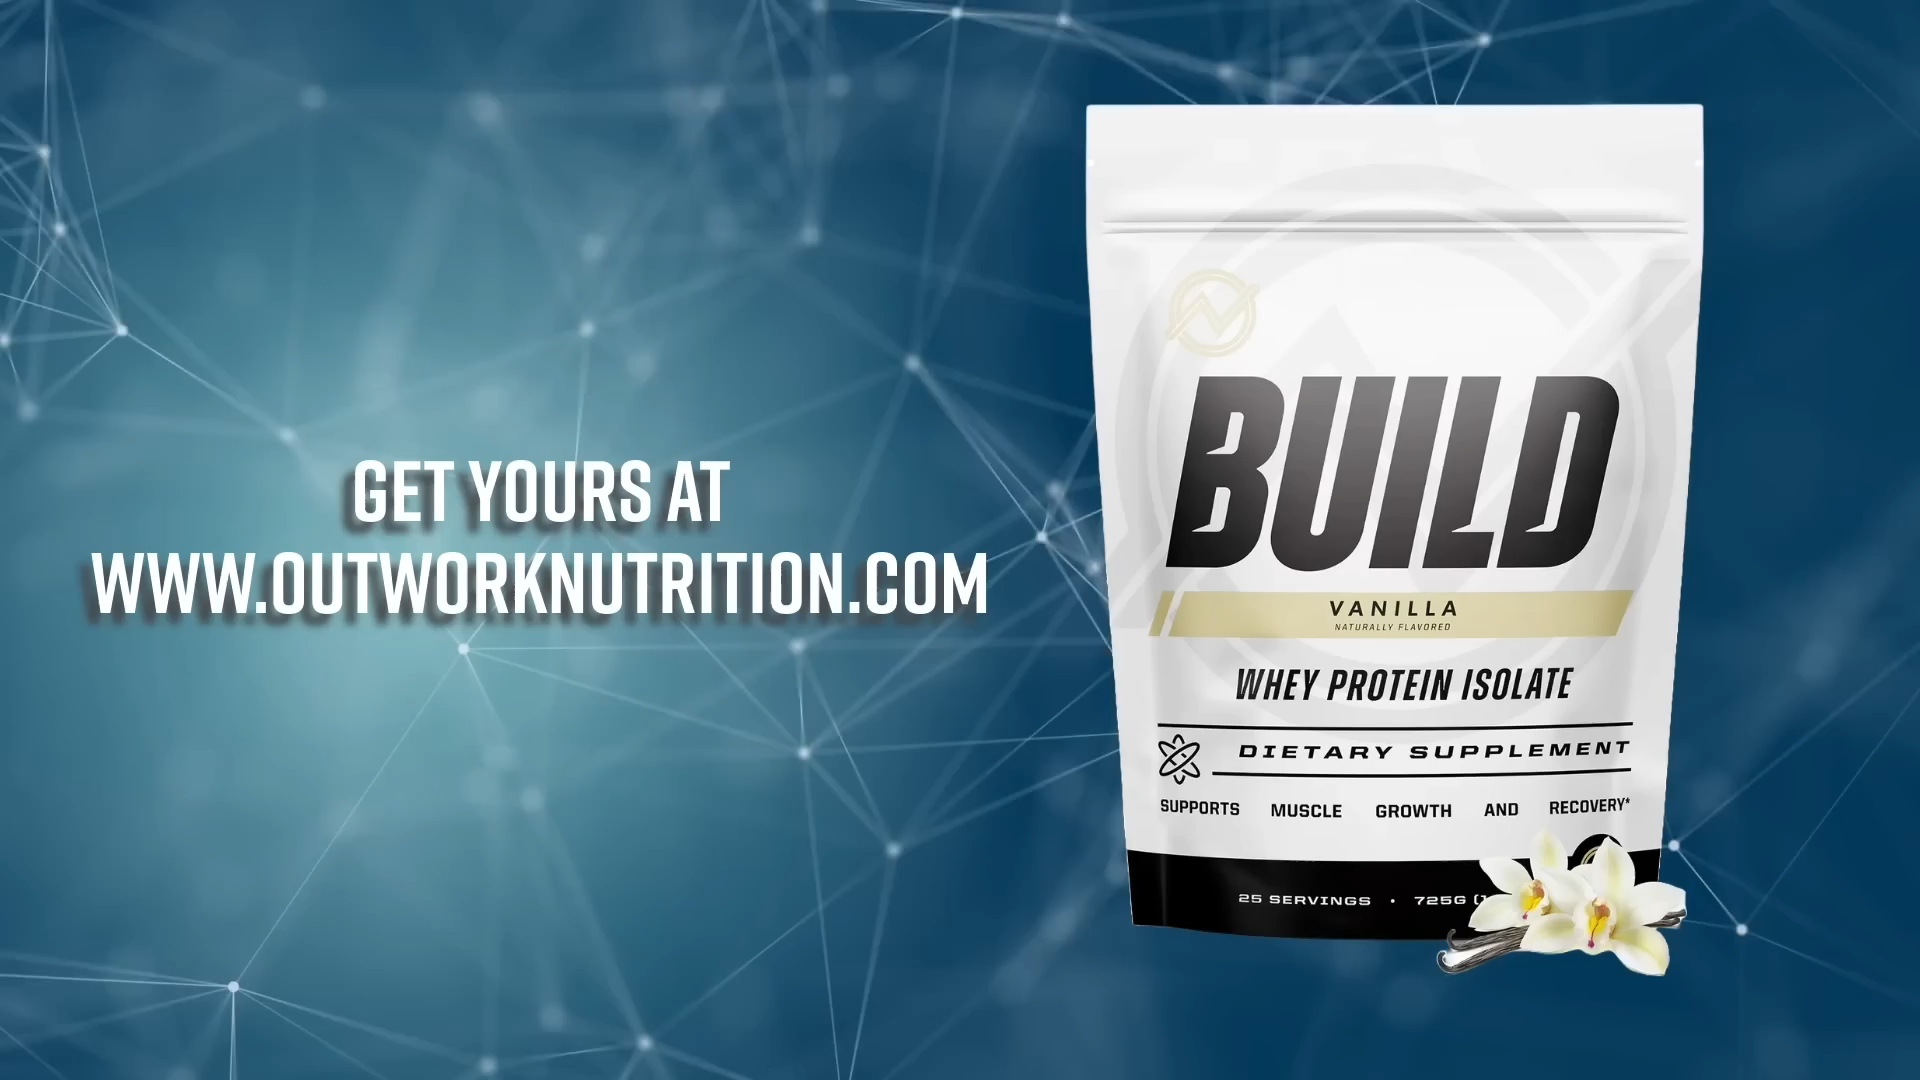 GET YOURS AT
WWW.OUTWORKNUTRITION.COM
BUILD
VANILLA
NATURALLY FLAVORED
WHEY PROTEIN ISOLATE
DIETARY SUPPLEMENT
SUPPORTS MUSCLE GROWTH AND RECOVERY*
25 SERVINGS • 725G